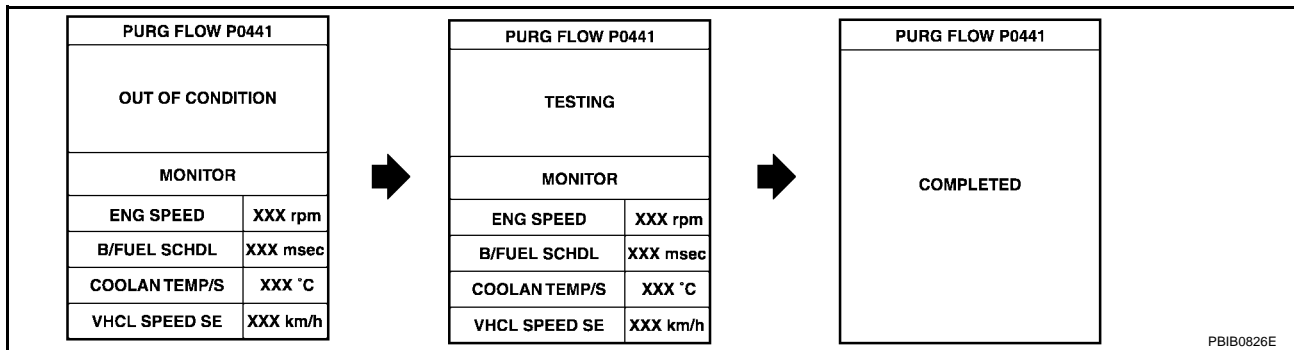 PURG FLOW P0441
OUT OF CONDITION
MONITOR
ENG SPEED XXX rpm
B/FUEL SCHDL XXX msec
COOLAN TEMP/S XXX °C
VHCL SPEED SE XXX km/h
PURG FLOW P0441
TESTING
MONITOR
ENG SPEED XXX rpm
B/FUEL SCHDL XXX msec
COOLAN TEMP/S XXX °C
VHCL SPEED SE XXX km/h
PURG FLOW P0441
COMPLETED
PBIB0826E